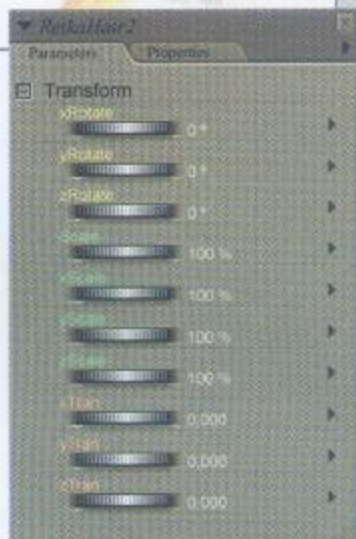 ReikaHair2
Parameters Properties
Transform
xRotate
0 °
yRotate
0 °
zRotate
0 °
Scale
100 %
xScale
100 %
yScale
100 %
zScale
100 %
xTran
0.000
yTran
0.000
zTran
0.000